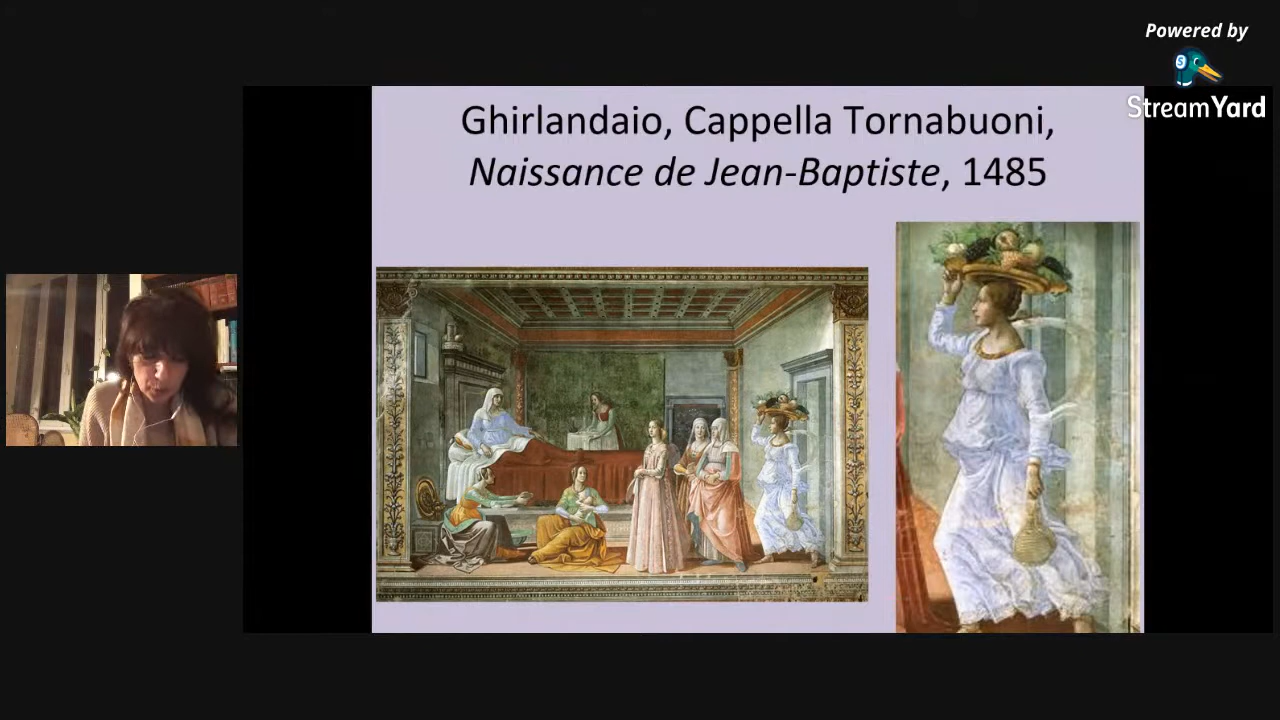 Powered by
StreamYard
Ghirlandaio, Cappella Tornabuoni,
Naissance de Jean-Baptiste, 1485